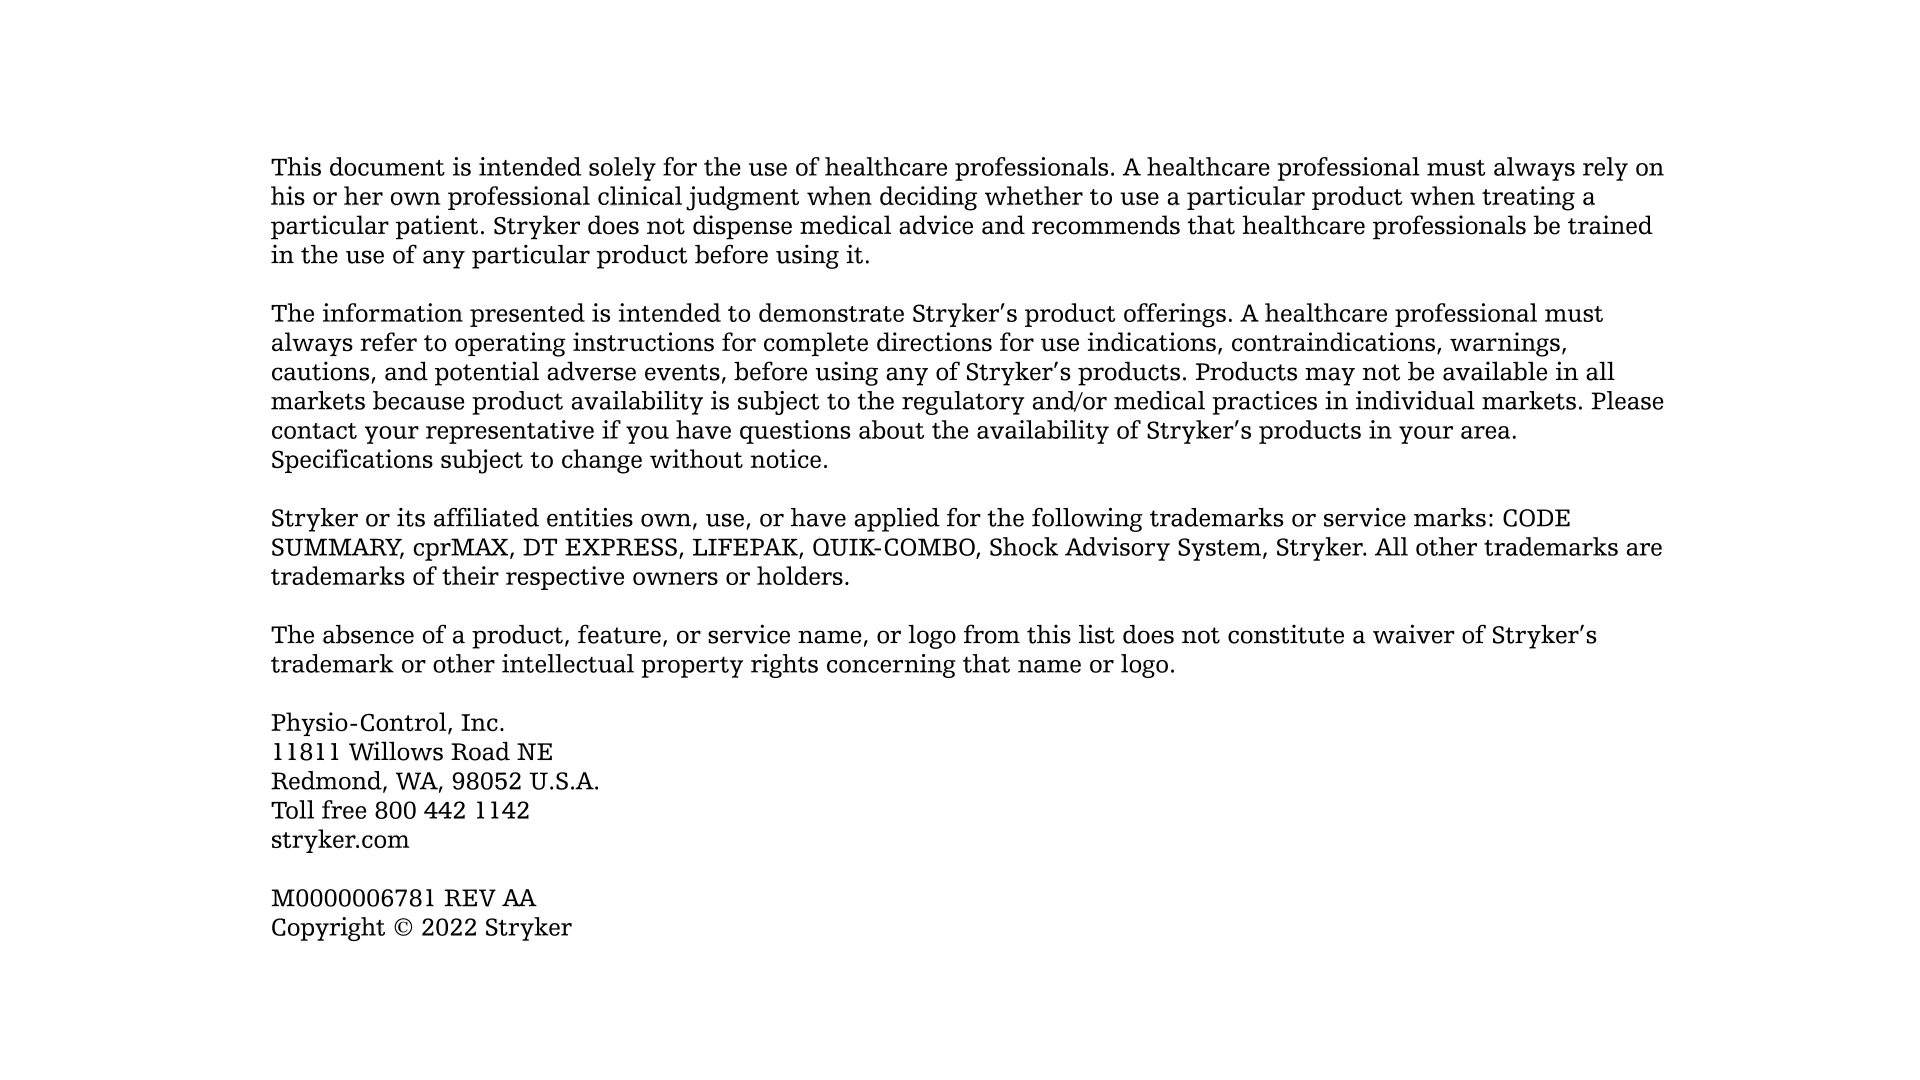 This document is intended solely for the use of healthcare professionals. A healthcare professional must always rely on
his or her own professional clinical judgment when deciding whether to use a particular product when treating a
particular patient. Stryker does not dispense medical advice and recommends that healthcare professionals be trained
in the use of any particular product before using it.

The information presented is intended to demonstrate Stryker’s product offerings. A healthcare professional must
always refer to operating instructions for complete directions for use indications, contraindications, warnings,
cautions, and potential adverse events, before using any of Stryker’s products. Products may not be available in all
markets because product availability is subject to the regulatory and/or medical practices in individual markets. Please
contact your representative if you have questions about the availability of Stryker’s products in your area.
Specifications subject to change without notice.

Stryker or its affiliated entities own, use, or have applied for the following trademarks or service marks: CODE
SUMMARY, cprMAX, DT EXPRESS, LIFEPAK, QUIK-COMBO, Shock Advisory System, Stryker. All other trademarks are
trademarks of their respective owners or holders.

The absence of a product, feature, or service name, or logo from this list does not constitute a waiver of Stryker’s
trademark or other intellectual property rights concerning that name or logo.

Physio-Control, Inc.
11811 Willows Road NE
Redmond, WA, 98052 U.S.A.
Toll free 800 442 1142
stryker.com

M0000006781 REV AA
Copyright © 2022 Stryker